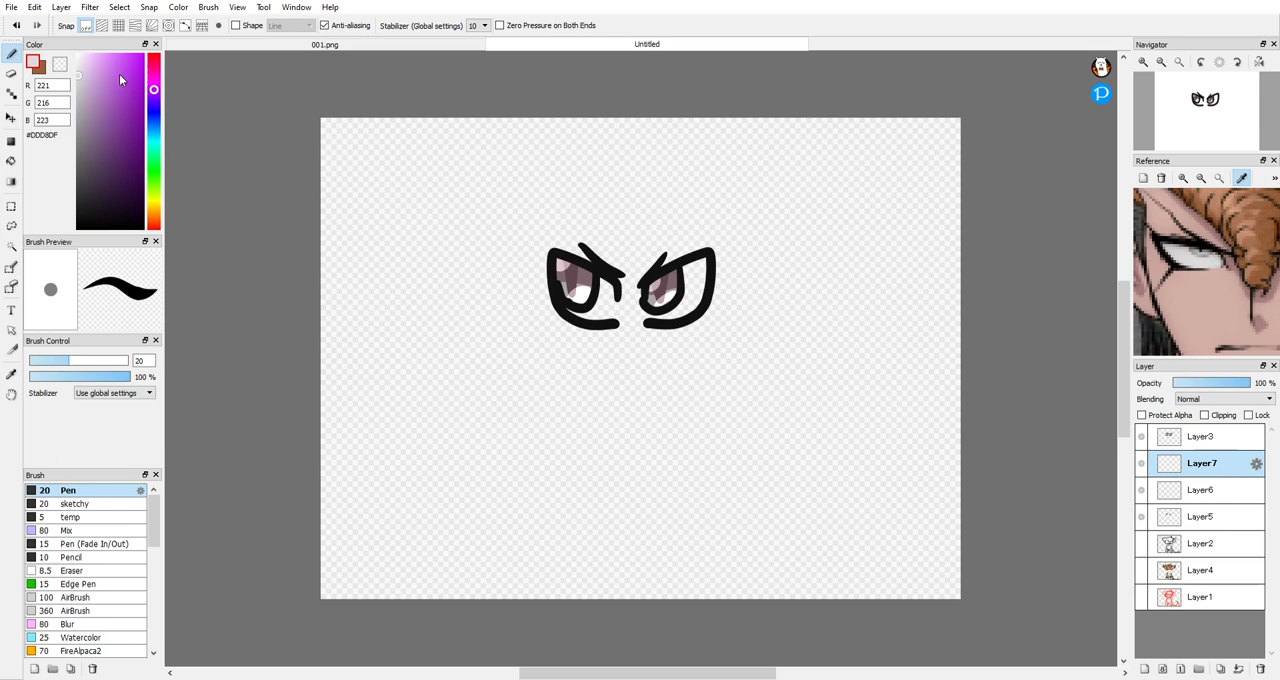 File Edit Layer Filter Select Snap Color Brush View Tool Window Help
Snap off Shape Line Anti-aliasing Stabilizer (Global settings) 10 Zero Pressure on Both Ends
Color 001.png Untitled Navigator
R 221
G 216
B 223
#DDD8DF
Reference
Brush Preview
Brush Control
20
100 %
Stabilizer Use global settings
Layer
Opacity 100 %
Blending Normal
Protect Alpha Clipping Lock
Layer3
Layer7
Layer6
Layer5
Layer2
Layer4
Layer1
Brush
20 Pen
20 sketchy
5 temp
80 Mix
15 Pen (Fade In/Out)
10 Pencil
8.5 Eraser
15 Edge Pen
100 AirBrush
360 AirBrush
80 Blur
25 Watercolor
70 FireAlpaca2